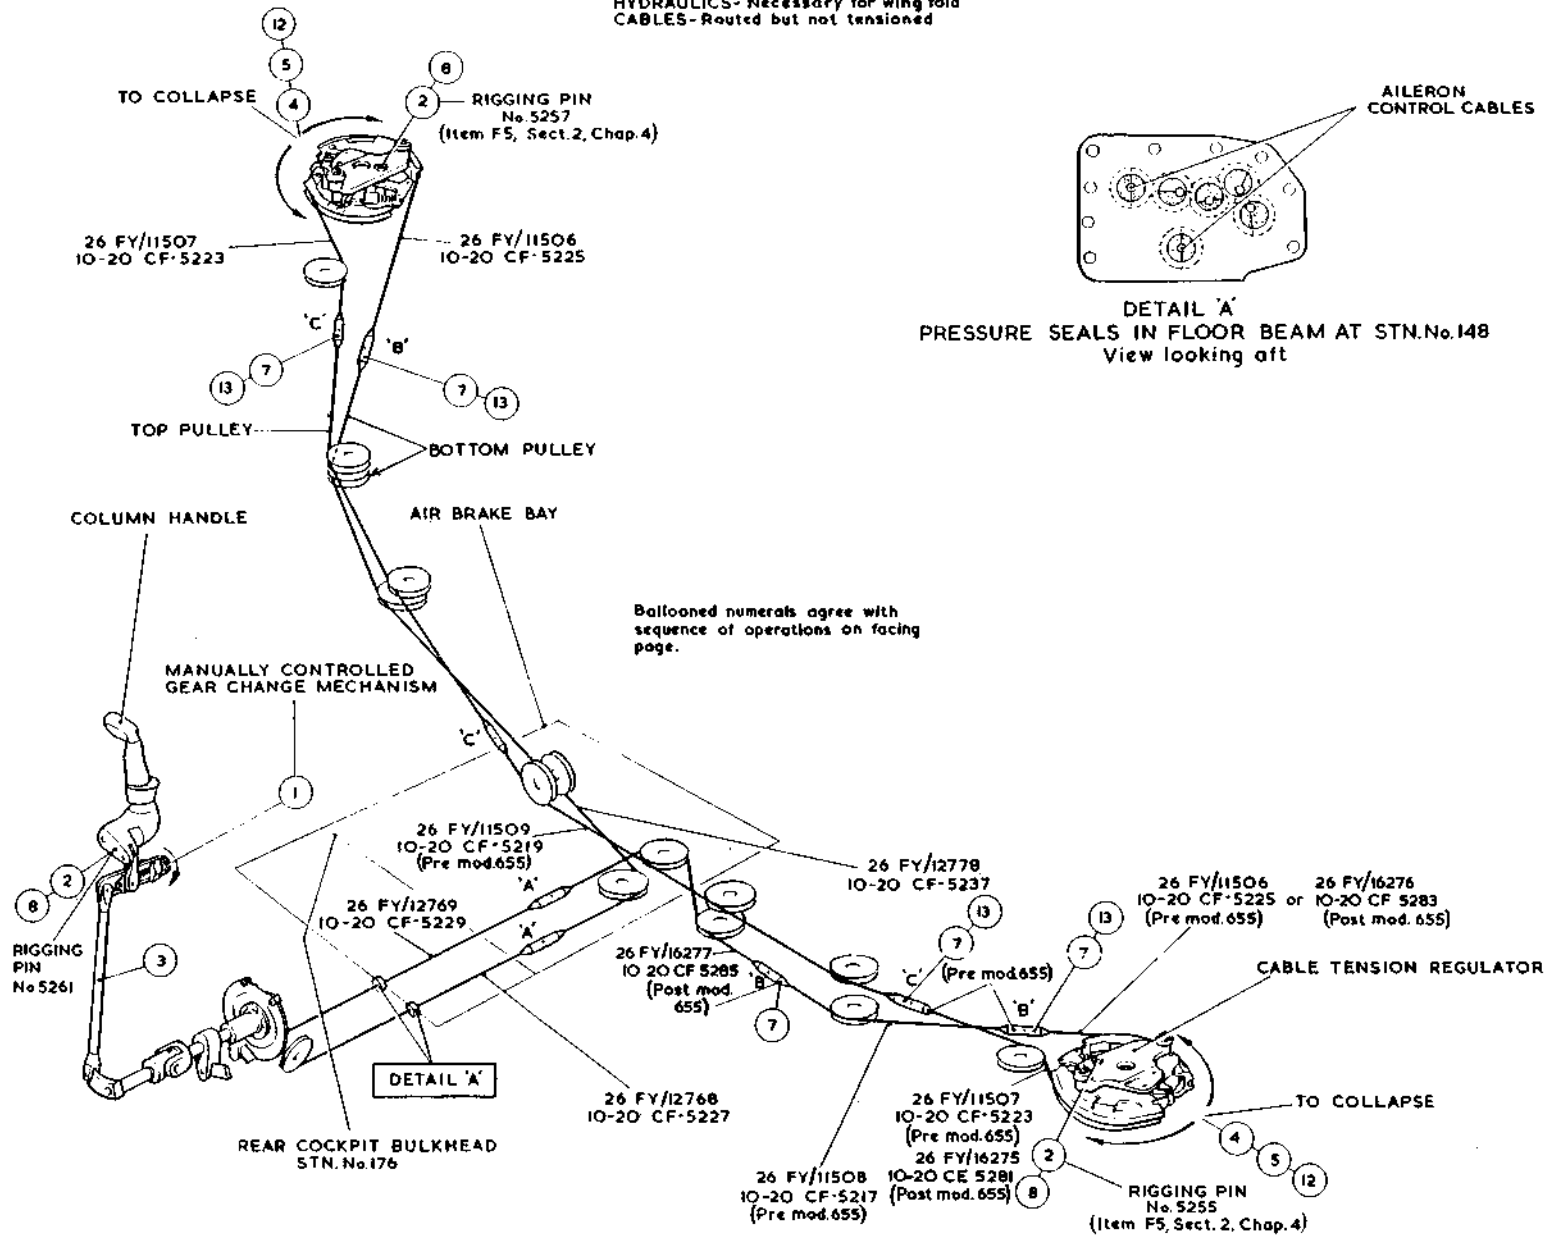 HYDRAULICS- Necessary for wing fold
CABLES- Routed but not tensioned
12
5
4
TO COLLAPSE
8
2
RIGGING PIN
No.5257
(Item F5, Sect.2, Chap.4)
AILERON
CONTROL CABLES
26 FY/11507
10-20 CF·5223
26 FY/11506
10-20 CF·5225
DETAIL 'A'
PRESSURE SEALS IN FLOOR BEAM AT STN.No.148
View looking aft
'C'
'B'
13
7
7
13
TOP PULLEY
BOTTOM PULLEY
COLUMN HANDLE
AIR BRAKE BAY
Ballooned numerals agree with
sequence of operations on facing
page.
MANUALLY CONTROLLED
GEAR CHANGE MECHANISM
'C'
1
26 FY/11509
10-20 CF·5219
(Pre mod.655)
26 FY/12778
10-20 CF-5237
8
2
'A'
26 FY/12769
10-20 CF-5229
'A'
26 FY/11506
10-20 CF-5225
(Pre mod.655)
or
26 FY/16276
10-20 CF 5283
(Post mod. 655)
13
7
13
7
RIGGING
PIN
No 5261
3
26 FY/16277
10 20 CF 5285
(Post mod.
655)
'B'
7
'C'
(Pre mod.655)
'B'
CABLE TENSION REGULATOR
DETAIL 'A'
26 FY/12768
10-20 CF·5227
26 FY/11507
10-20 CF·5223
(Pre mod.655)
26 FY/16275
10-20 CE 5281
(Post mod.655)
TO COLLAPSE
4
5
12
REAR COCKPIT BULKHEAD
STN. No.176
26 FY/11508
10-20 CF·5217
(Pre mod.655)
2
8
RIGGING PIN
No.5255
(Item F5, Sect.2, Chap.4)